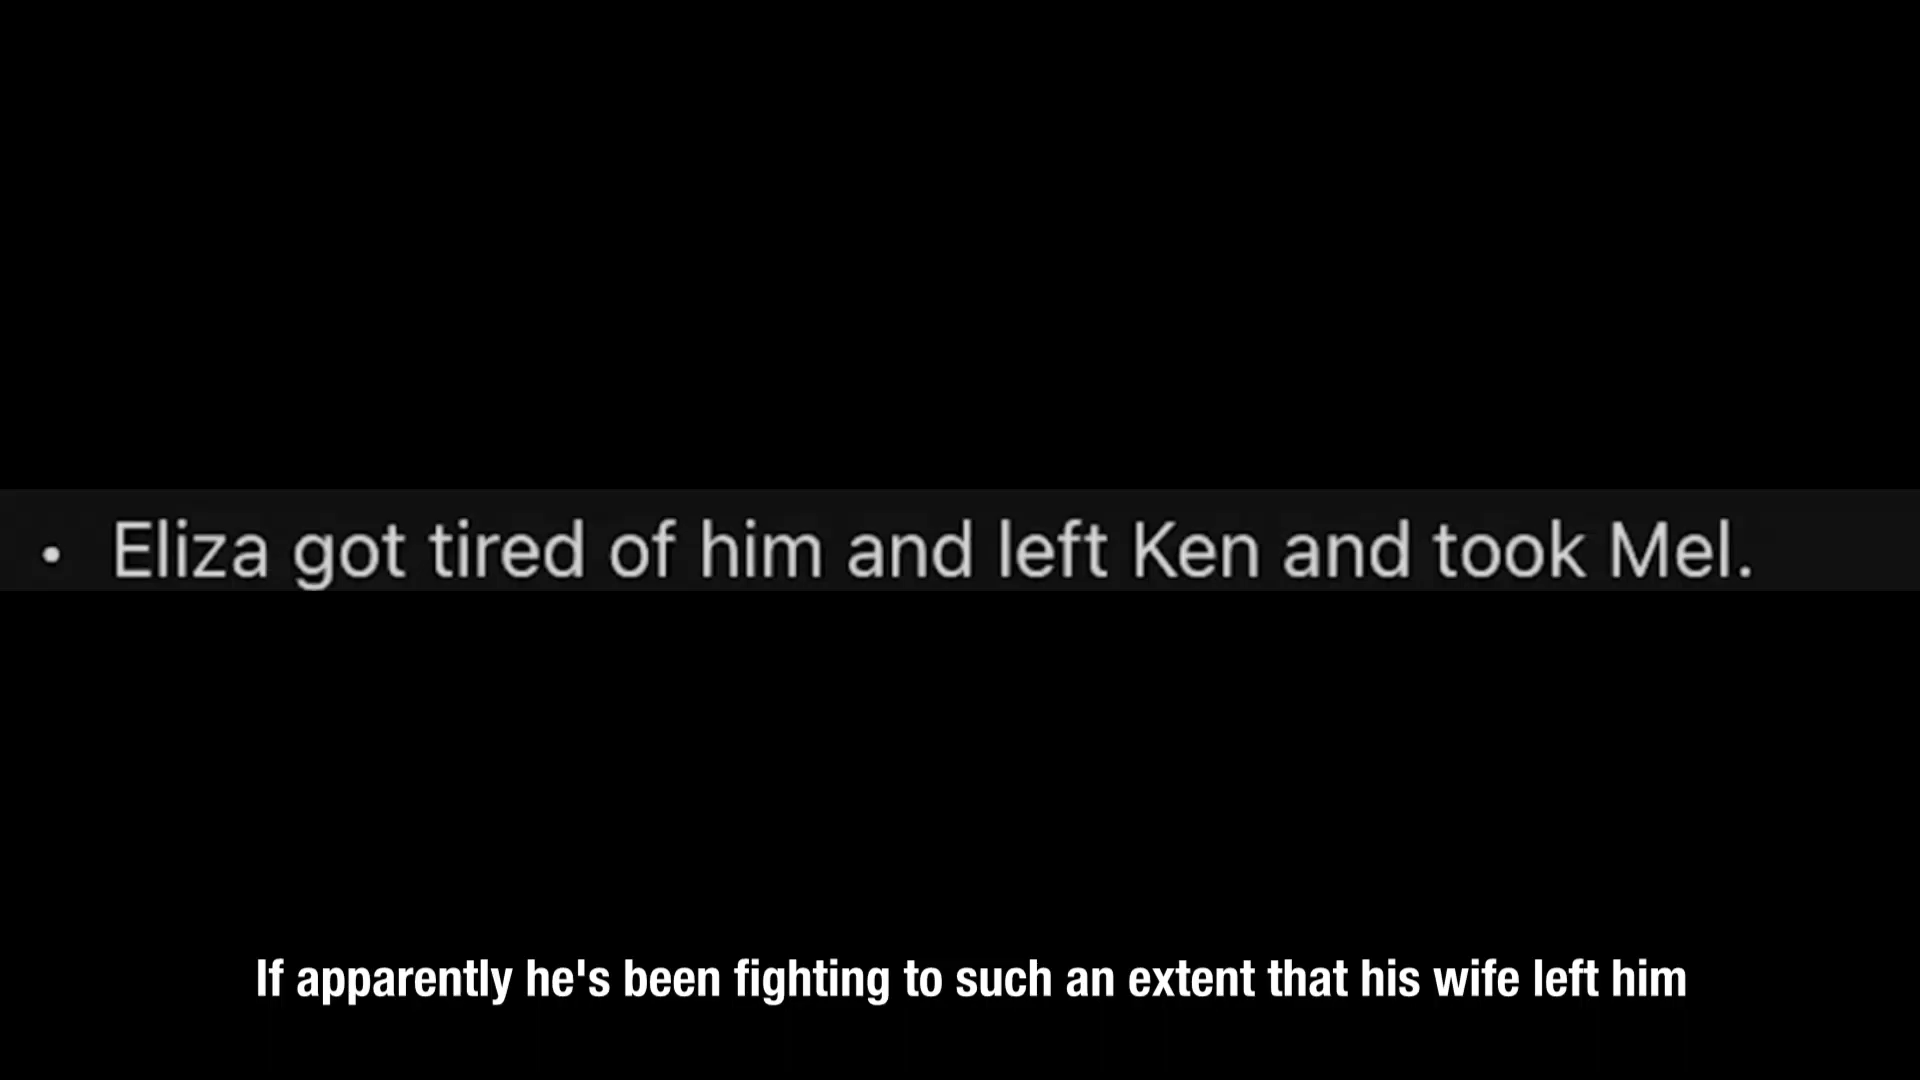 • Eliza got tired of him and left Ken and took Mel.
If apparently he's been fighting to such an extent that his wife left him